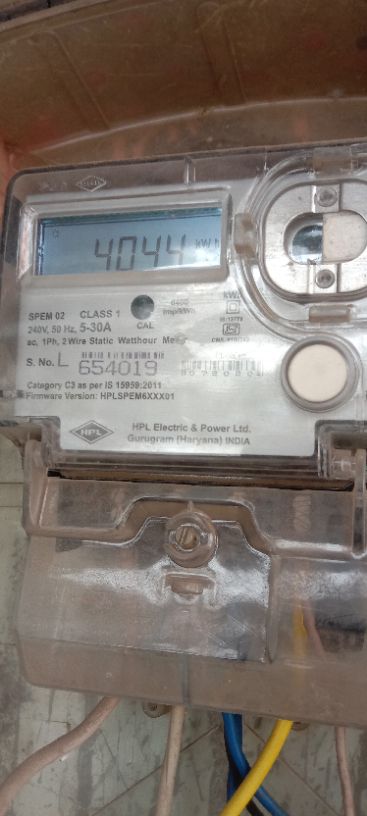 4044 kWh
SPEM 02 CLASS 1
240V, 50 Hz, 5-30A CAL
ac, 1Ph, 2 Wire Static Watthour Meter
S. No. L 654019
Category C3 as per IS 15959:2011
Firmware Version: HPLSPEM6XXX01
HPL
HPL Electric & Power Ltd.
Gurugram (Haryana) INDIA